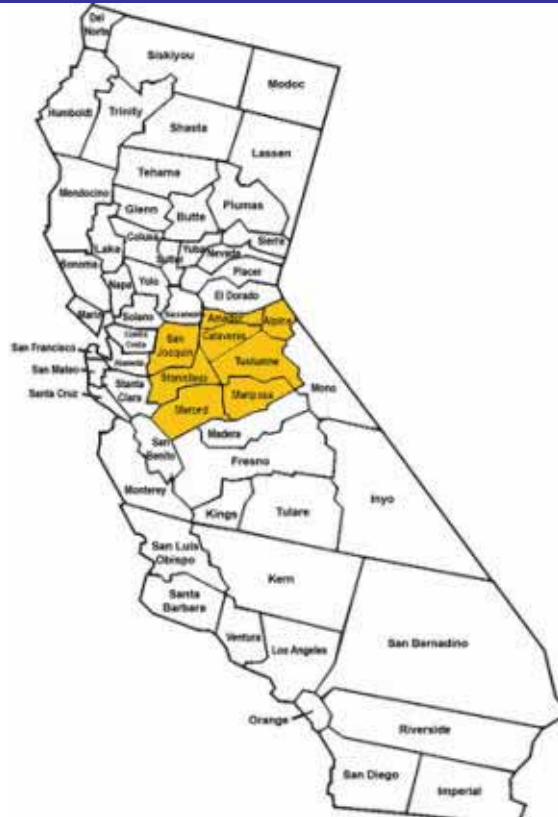 Del
Norte
Siskiyou
Modoc
Humboldt
Trinity
Shasta
Lassen
Tehama
Mendocino
Glenn
Butte
Plumas
Lake
Colusa
Sutter
Yuba
Nevada
Sierra
Placer
Sonoma
Napa
Yolo
El Dorado
Marin
Solano
Sacramento
Amador
Alpine
Contra
Costa
San
Joaquin
Calaveras
Tuolumne
San Francisco
Alameda
San Mateo
Stanislaus
Mono
Santa Cruz
Santa
Clara
Merced
Mariposa
Madera
San
Benito
Fresno
Monterey
Kings
Tulare
Inyo
San Luis
Obispo
Kern
Santa
Barbara
Ventura
Los Angeles
San Bernadino
Orange
Riverside
San Diego
Imperial